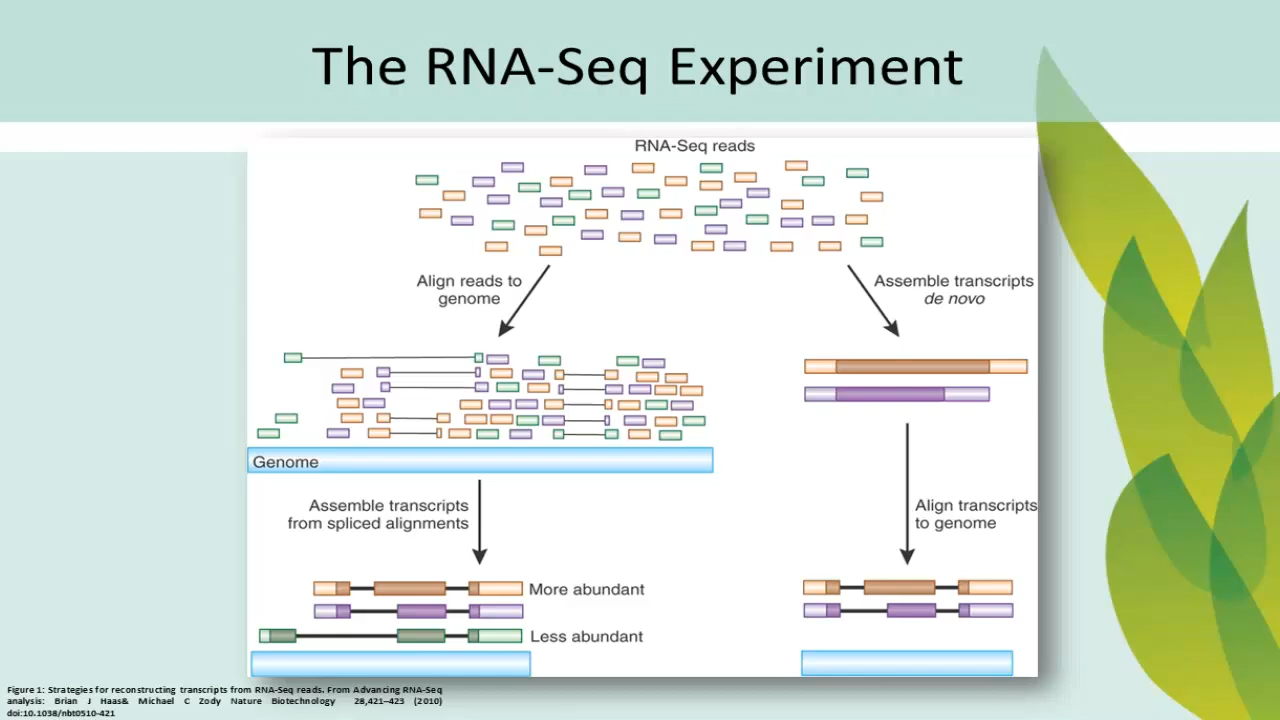 The RNA-Seq Experiment
RNA-Seq reads
Align reads to
genome
Assemble transcripts
de novo
Genome
Assemble transcripts
from spliced alignments
Align transcripts
to genome
More abundant
Less abundant
Figure 1: Strategies for reconstructing transcripts from RNA-Seq reads. From Advancing RNA-Seq
analysis: Brian J Haas& Michael C Zody Nature Biotechnology 28,421–423 (2010)
doi:10.1038/nbt0510-421